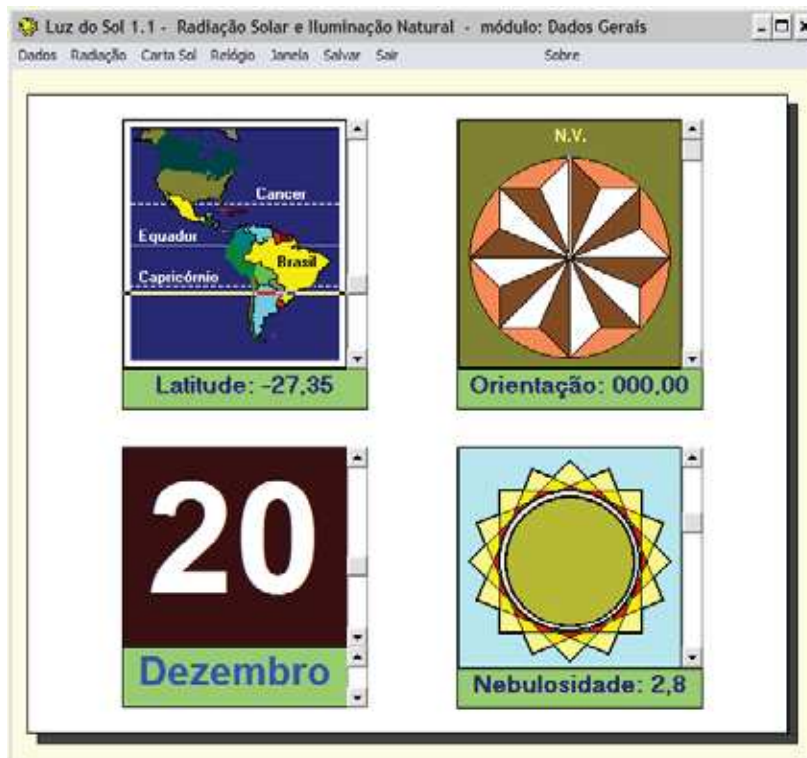 Luz do Sol 1.1 - Radiação Solar e Iluminação Natural - módulo: Dados Gerais
Dados Radiação Carta Sol Relógio Janela Salvar Sair Sobre
Cancer
Equador
Brasil
Capricórnio
Latitude: -27,35
N.V.
Orientação: 000,00
20
Dezembro
Nebulosidade: 2,8